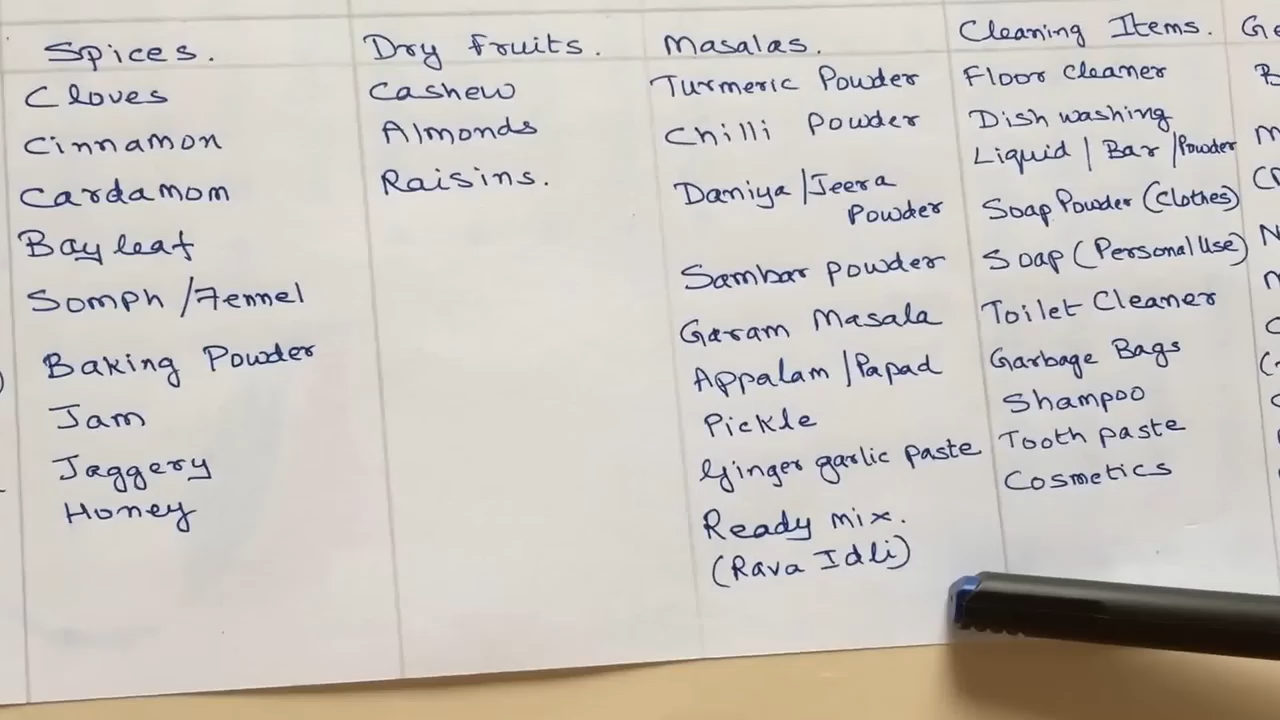 Spices.
Cloves
Cinnamon
Cardamom
Bay leaf
Somph / Fennel
Baking Powder
Jam
Jaggery
Honey
Dry Fruits.
Cashew
Almonds
Raisins.
Masalas.
Turmeric Powder
Chilli Powder
Daniya / Jeera
Powder
Sambar powder
Garam Masala
Appalam / Papad
Pickle
Ginger garlic paste
Ready mix.
(Rava Idli)
Cleaning Items.
Floor cleaner
Dish washing
Liquid / Bar / Powder
Soap Powder (Clothes)
Soap (Personal Use)
Toilet Cleaner
Garbage Bags
Shampoo
Tooth paste
Cosmetics